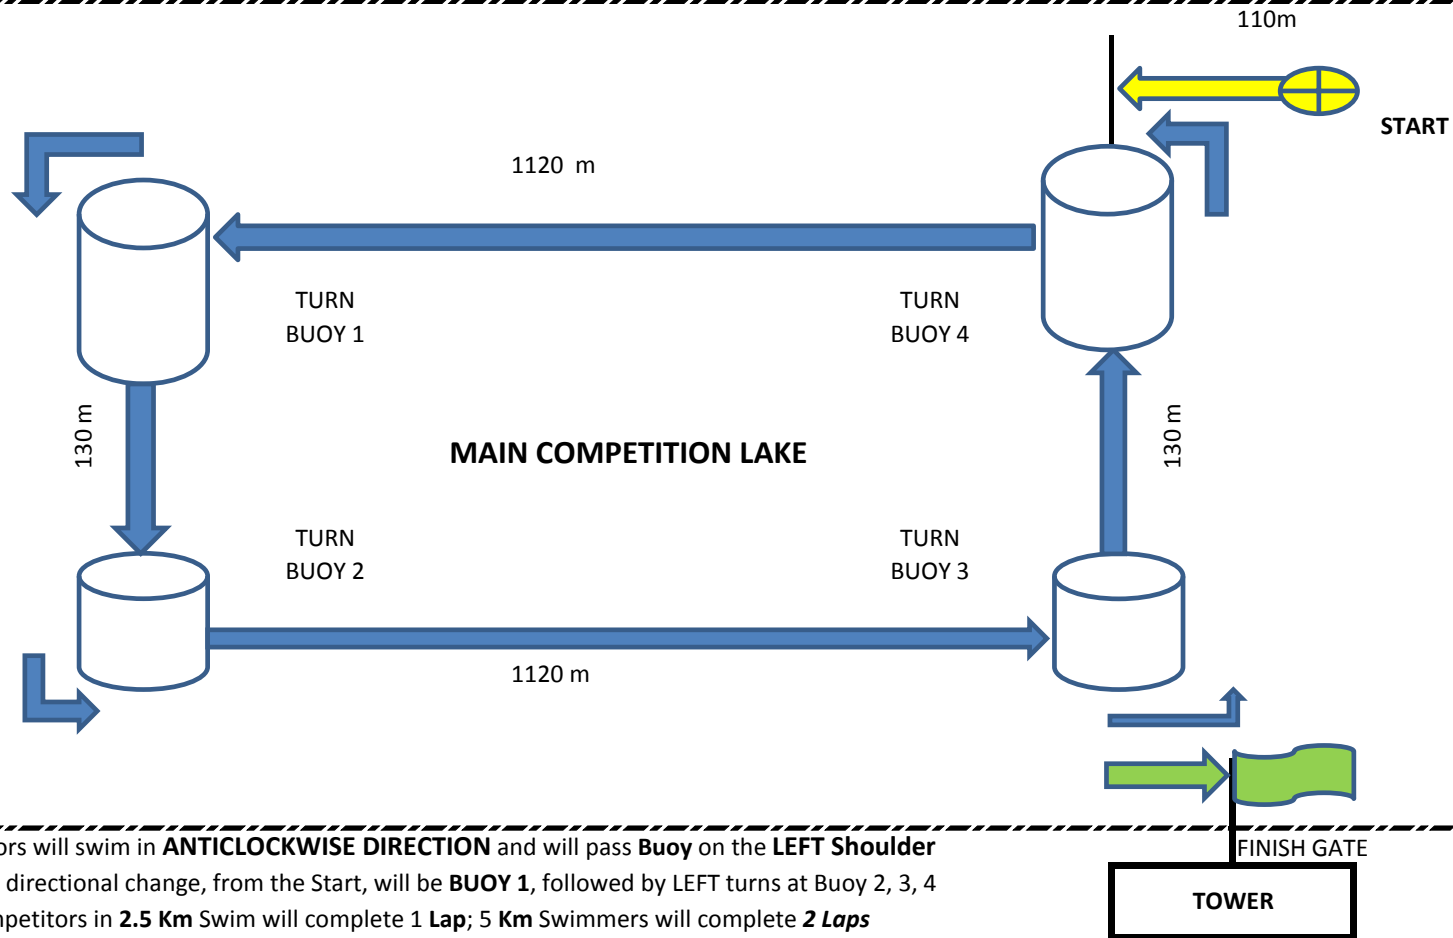 110m
START
1120 m
TURN
BUOY 1
TURN
BUOY 4
130 m
130 m
MAIN COMPETITION LAKE
TURN
BUOY 2
TURN
BUOY 3
1120 m
ors will swim in ANTICLOCKWISE DIRECTION and will pass Buoy on the LEFT Shoulder
directional change, from the Start, will be BUOY 1, followed by LEFT turns at Buoy 2, 3, 4
mpetitors in 2.5 Km Swim will complete 1 Lap; 5 Km Swimmers will complete 2 Laps
FINISH GATE
TOWER